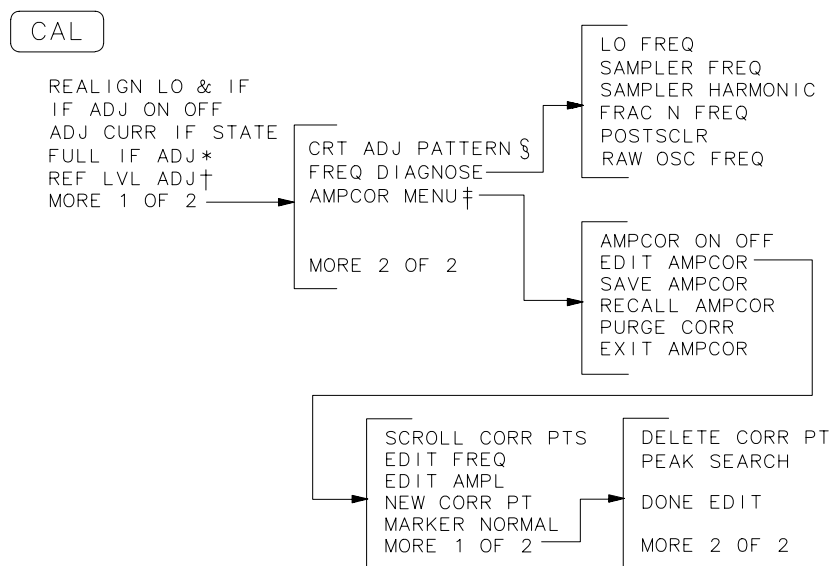 CAL
REALIGN LO & IF
IF ADJ ON OFF
ADJ CURR IF STATE
FULL IF ADJ*
REF LVL ADJ†
MORE 1 OF 2
CRT ADJ PATTERN §
FREQ DIAGNOSE
AMPCOR MENU‡
MORE 2 OF 2
LO FREQ
SAMPLER FREQ
SAMPLER HARMONIC
FRAC N FREQ
POSTSCLR
RAW OSC FREQ
AMPCOR ON OFF
EDIT AMPCOR
SAVE AMPCOR
RECALL AMPCOR
PURGE CORR
EXIT AMPCOR
SCROLL CORR PTS
EDIT FREQ
EDIT AMPL
NEW CORR PT
MARKER NORMAL
MORE 1 OF 2
DELETE CORR PT
PEAK SEARCH
DONE EDIT
MORE 2 OF 2